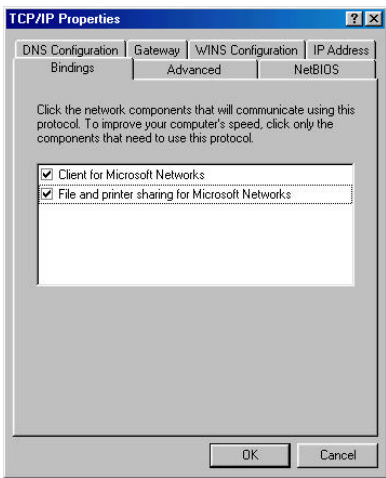 TCP/IP Properties
DNS Configuration Gateway WINS Configuration IP Address
Bindings Advanced NetBIOS
Click the network components that will communicate using this
protocol. To improve your computer's speed, click only the
components that need to use this protocol.
Client for Microsoft Networks
File and printer sharing for Microsoft Networks
OK Cancel